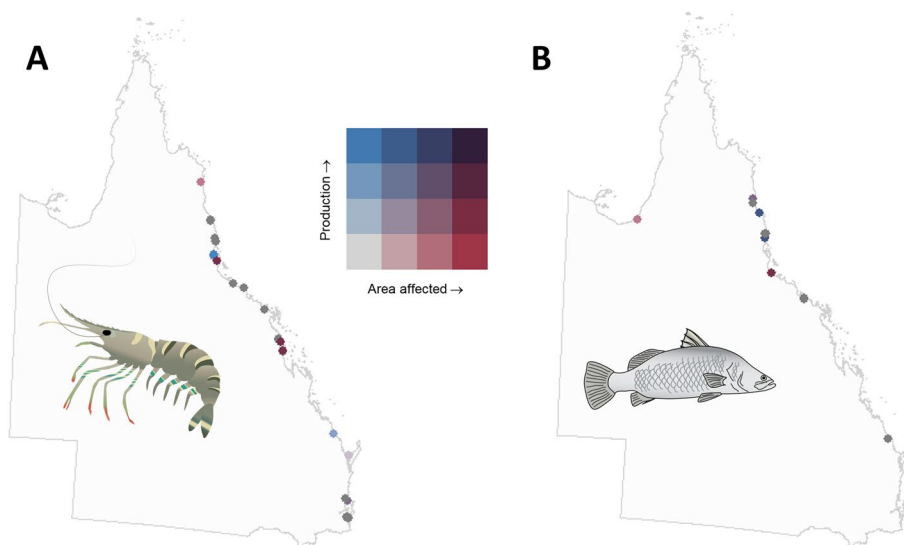 A
B
Production →
Area affected →